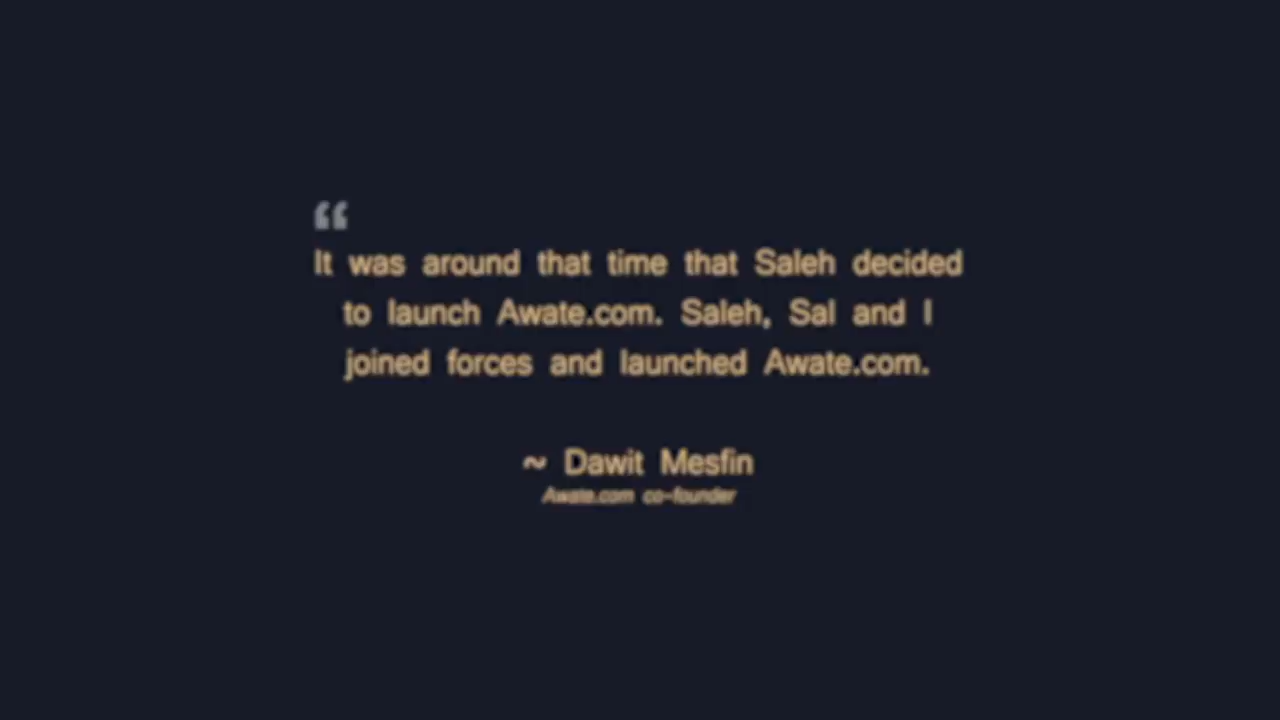 “
It was around that time that Saleh decided
to launch Awate.com. Saleh, Sal and I
joined forces and launched Awate.com.
~ Dawit Mesfin
Awate.com co-founder